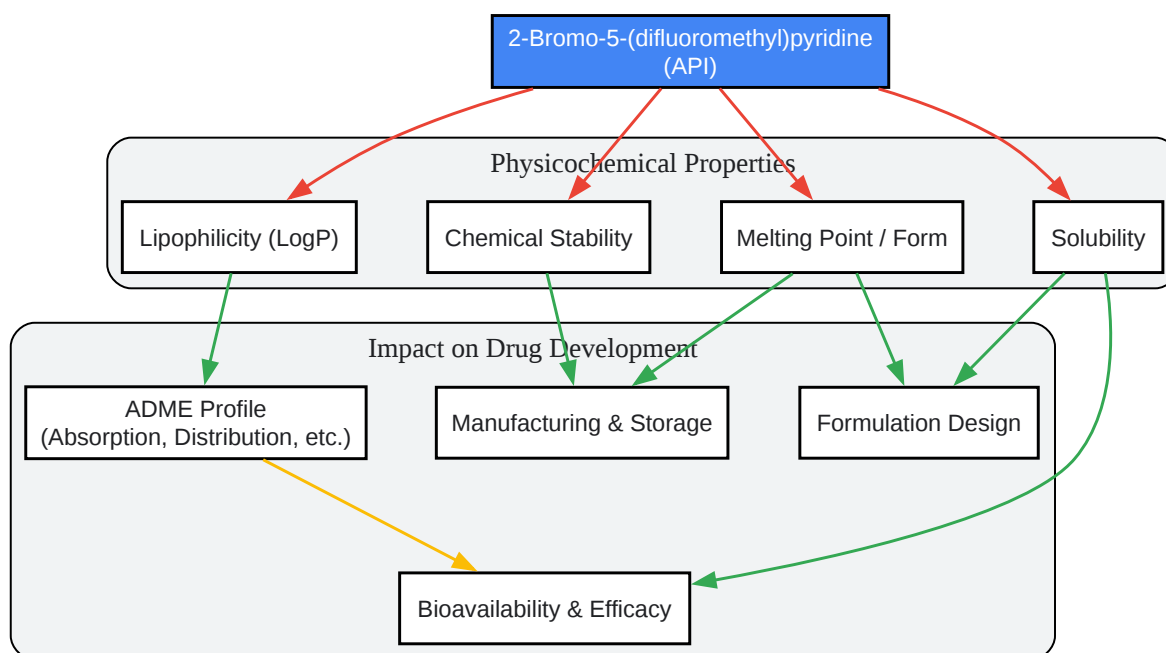 2-Bromo-5-(difluoromethyl)pyridine
(API)
Physicochemical Properties
Lipophilicity (LogP)
Chemical Stability
Melting Point / Form
Solubility
Impact on Drug Development
ADME Profile
(Absorption, Distribution, etc.)
Manufacturing & Storage
Formulation Design
Bioavailability & Efficacy